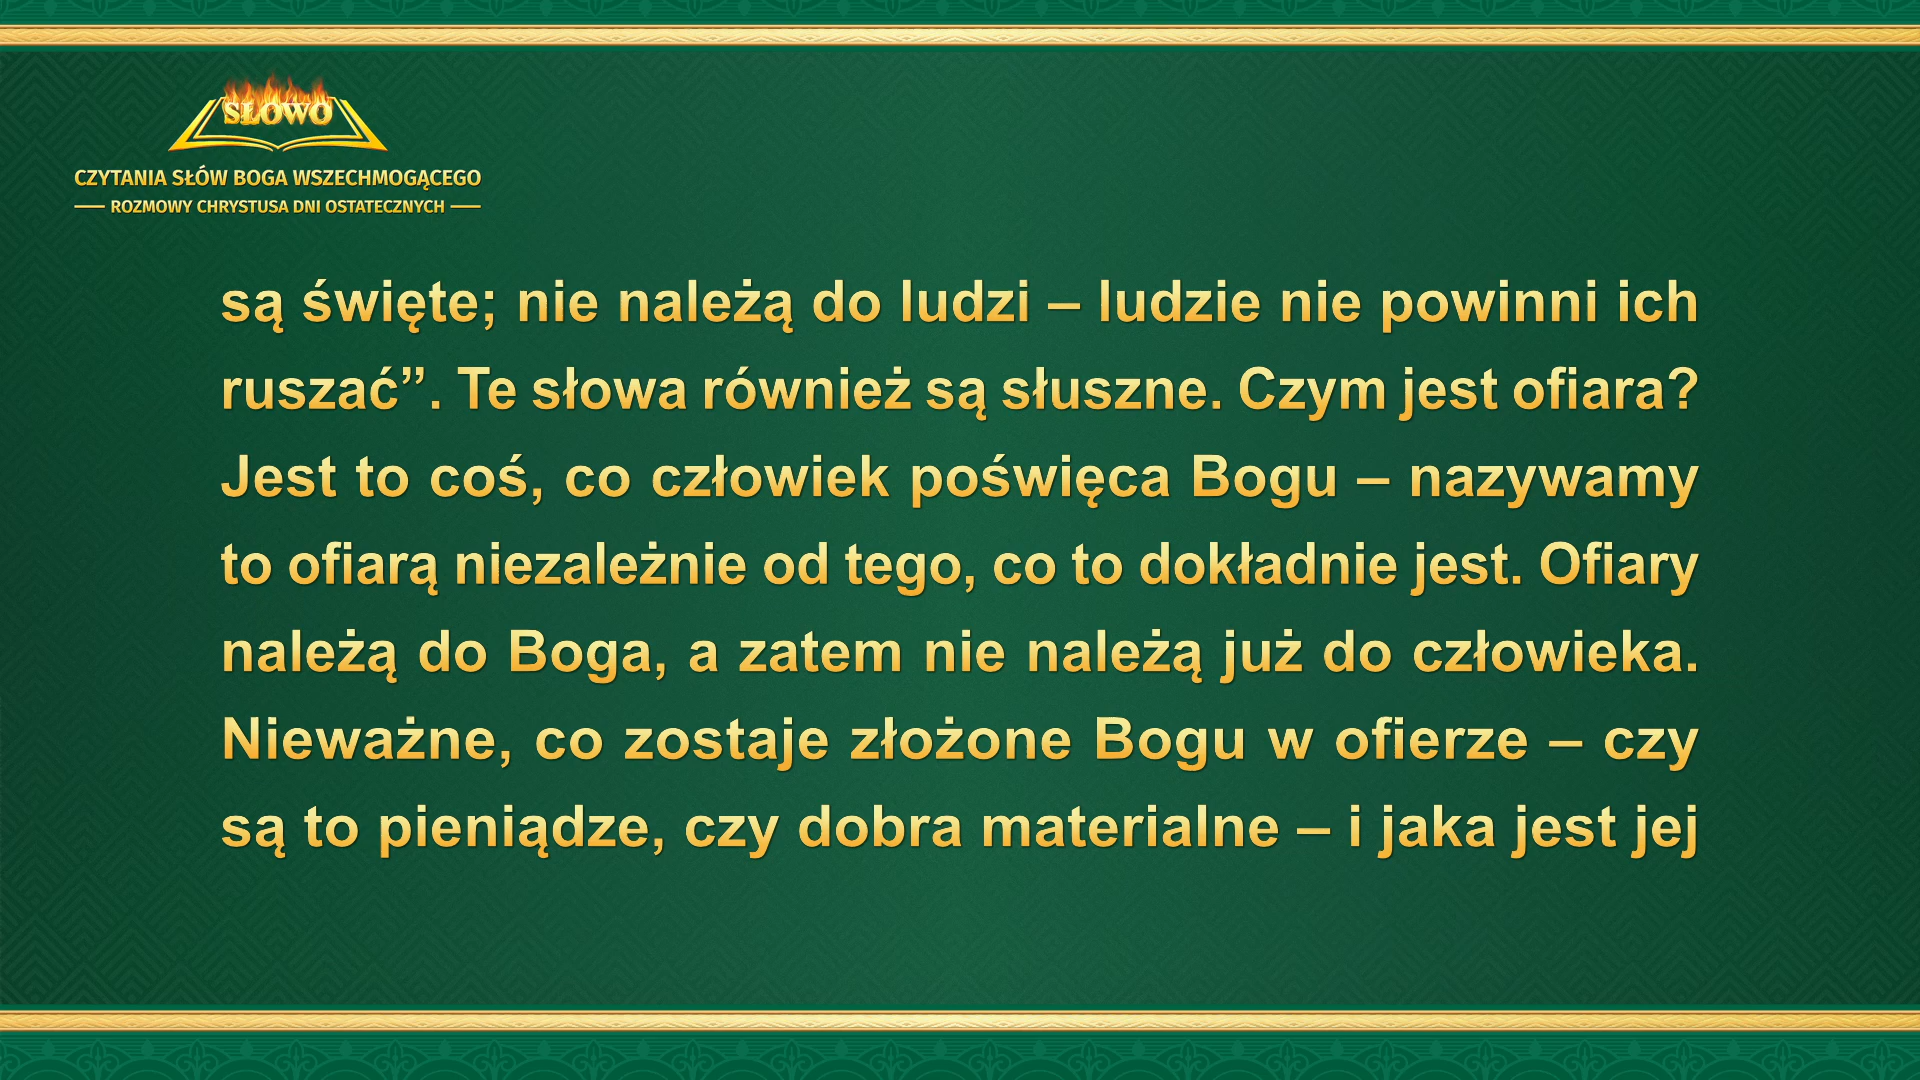 SŁOWO
CZYTANIA SŁÓW BOGA WSZECHMOGĄCEGO
ROZMOWY CHRYSTUSA DNI OSTATECZNYCH
są święte; nie należą do ludzi – ludzie nie powinni ich
ruszać”. Te słowa również są słuszne. Czym jest ofiara?
Jest to coś, co człowiek poświęca Bogu – nazywamy
to ofiarą niezależnie od tego, co to dokładnie jest. Ofiary
należą do Boga, a zatem nie należą już do człowieka.
Nieważne, co zostaje złożone Bogu w ofierze – czy
są to pieniądze, czy dobra materialne – i jaka jest jej